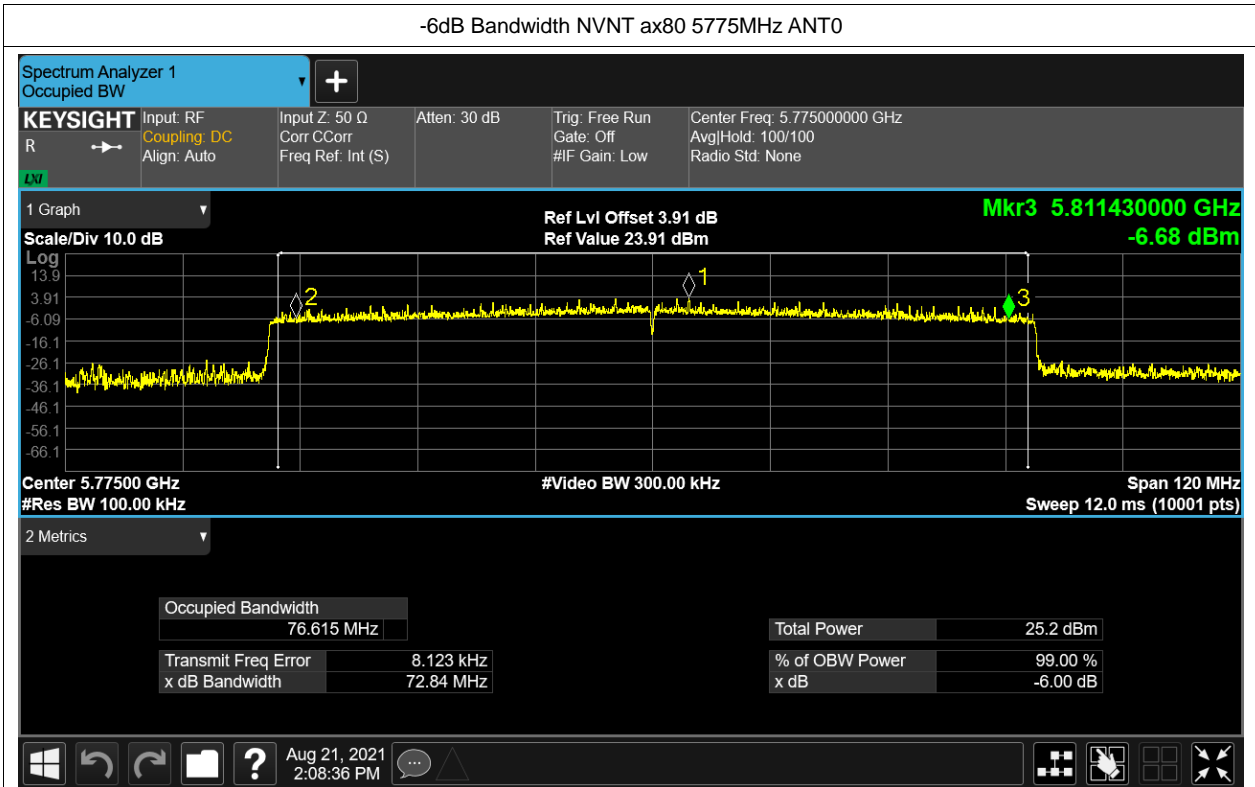 -6dB Bandwidth NVNT ax80 5775MHz ANT0
Spectrum Analyzer 1
Occupied BW
KEYSIGHT
R
LXI
Input: RF
Coupling: DC
Align: Auto
Input Z: 50 Ω
Corr CCorr
Freq Ref: Int (S)
Atten: 30 dB
Trig: Free Run
Gate: Off
#IF Gain: Low
Center Freq: 5.775000000 GHz
Avg|Hold: 100/100
Radio Std: None
1 Graph
Scale/Div 10.0 dB
Ref Lvl Offset 3.91 dB
Ref Value 23.91 dBm
Mkr3 5.811430000 GHz
-6.68 dBm
Log
13.9
3.91
-6.09
-16.1
-26.1
-36.1
-46.1
-56.1
-66.1
2
1
3
Center 5.77500 GHz
#Video BW 300.00 kHz
Span 120 MHz
#Res BW 100.00 kHz
Sweep 12.0 ms (10001 pts)
2 Metrics
Occupied Bandwidth
76.615 MHz
Transmit Freq Error 8.123 kHz
x dB Bandwidth 72.84 MHz
Total Power 25.2 dBm
% of OBW Power 99.00 %
x dB -6.00 dB
?
Aug 21, 2021
2:08:36 PM